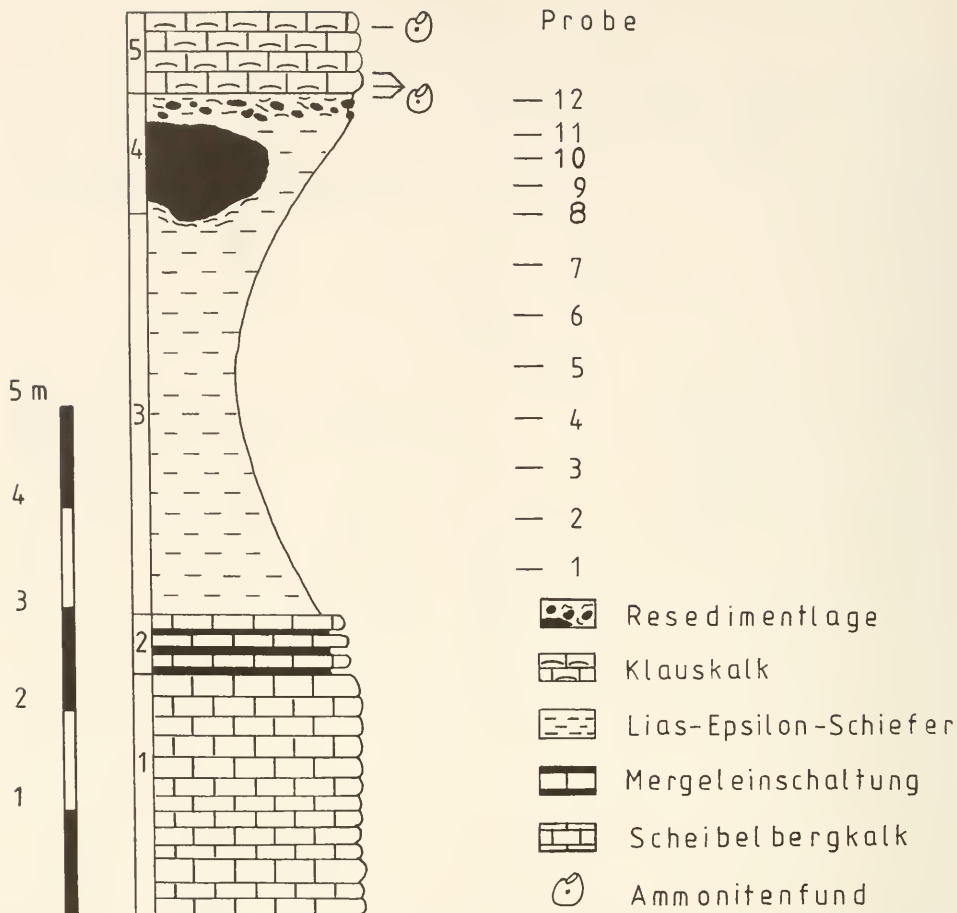 Probe
5
12
11
4
10
9
8
7
6
5
5 m
3
4
3
4
2
1
3
Resedimentlage
2
Klauskalk
2
Lias-Epsilon-Schiefer
1
1
Mergeleinschaltung
Scheibelbergkalk
Ammonitenfund